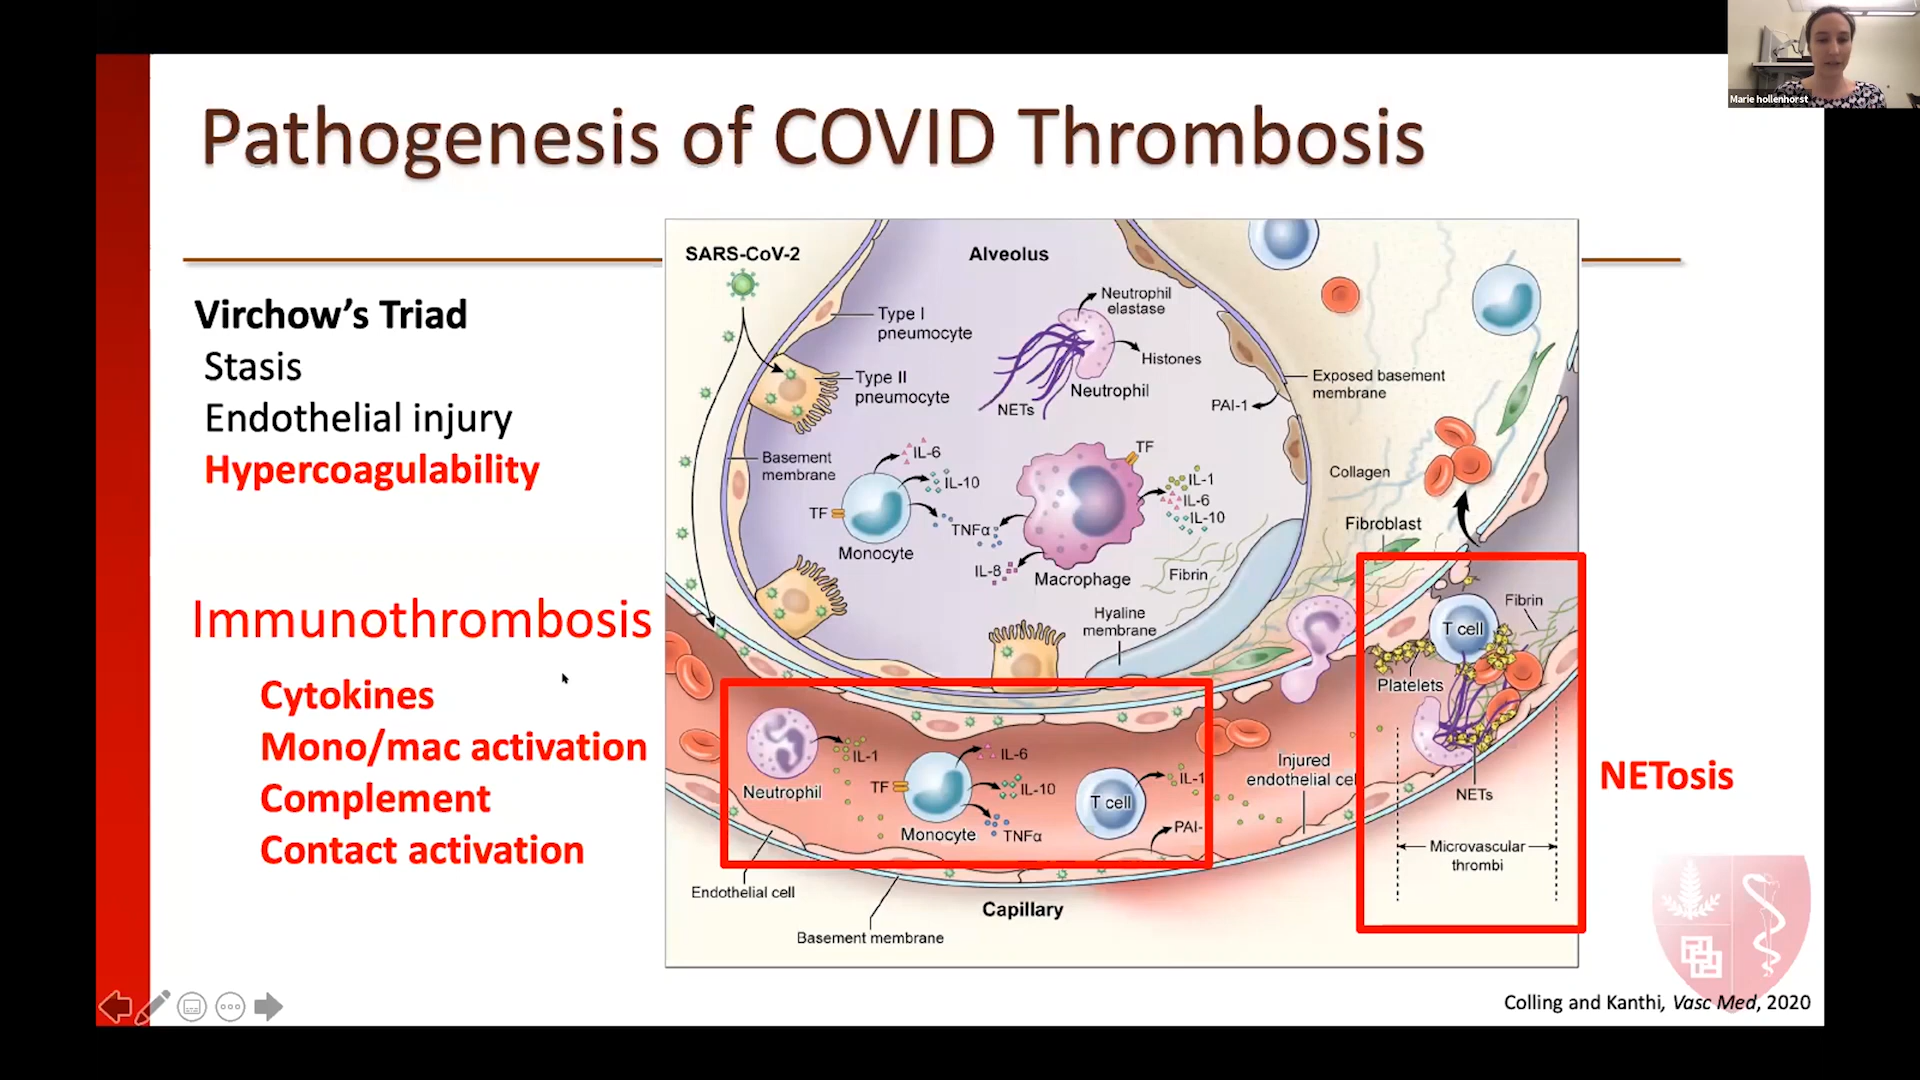 Marie hollenhorst
Pathogenesis of COVID Thrombosis
Virchow's Triad
Stasis
Endothelial injury
Hypercoagulability
Immunothrombosis
Cytokines
Mono/mac activation
Complement
Contact activation
SARS-CoV-2
Alveolus
Type I
pneumocyte
Type II
pneumocyte
Basement
membrane
Neutrophil
elastase
Histones
Neutrophil
NETs
PAI-1
Exposed basement
membrane
IL-6
IL-10
TF
TNFα
Monocyte
TF
IL-1
IL-6
IL-10
IL-8
Macrophage
Collagen
Fibroblast
Fibrin
Hyaline
membrane
Neutrophil
IL-1
TF
IL-6
IL-10
TNFα
Monocyte
T cell
IL-1
PAI-
Injured
endothelial cel
Endothelial cell
Capillary
Basement membrane
Fibrin
T cell
Platelets
NETs
Microvascular
thrombi
NETosis
Colling and Kanthi, Vasc Med, 2020